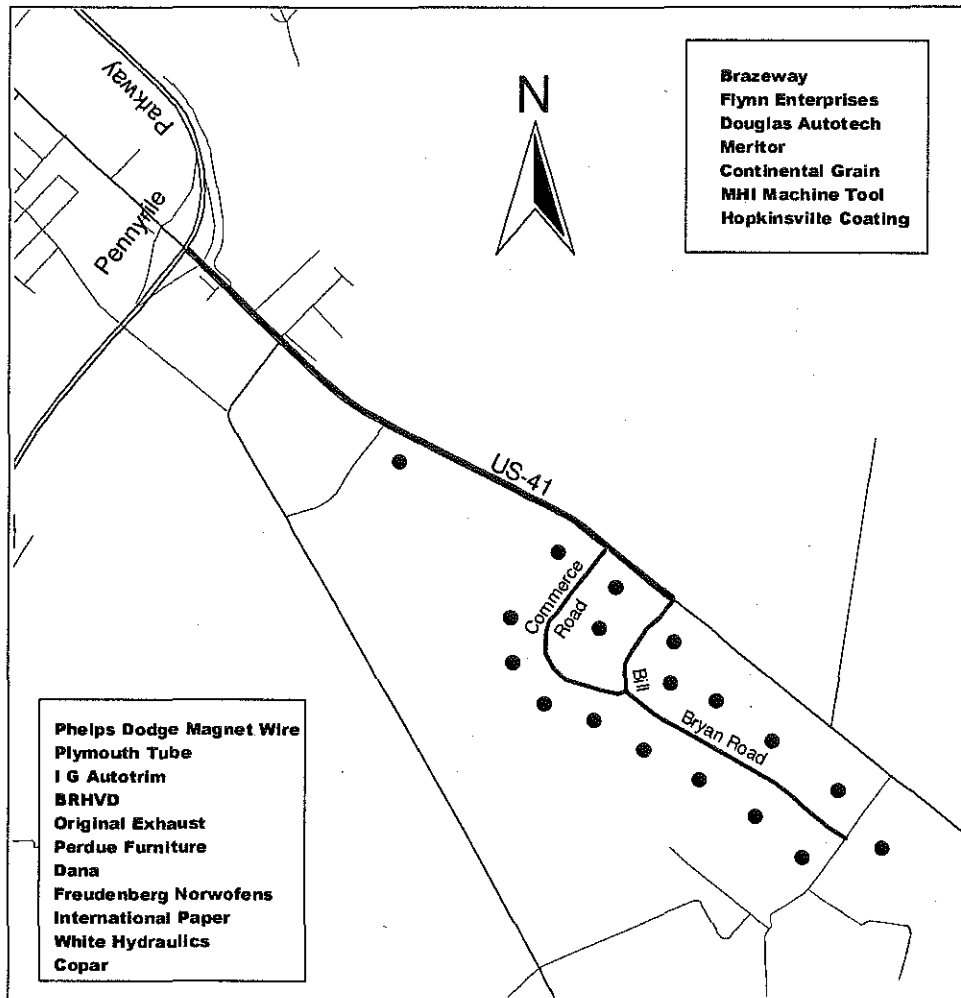 Parkway
Pennyrile
N
Brazeway
Flynn Enterprises
Douglas Autotech
Meritor
Continental Grain
MHI Machine Tool
Hopkinsville Coating
US-41
Commerce
Road
Bill
Bryan Road
Phelps Dodge Magnet Wire
Plymouth Tube
I G Autotrim
BRHVD
Original Exhaust
Perdue Furniture
Dana
Freudenberg Norwofens
International Paper
White Hydraulics
Copar